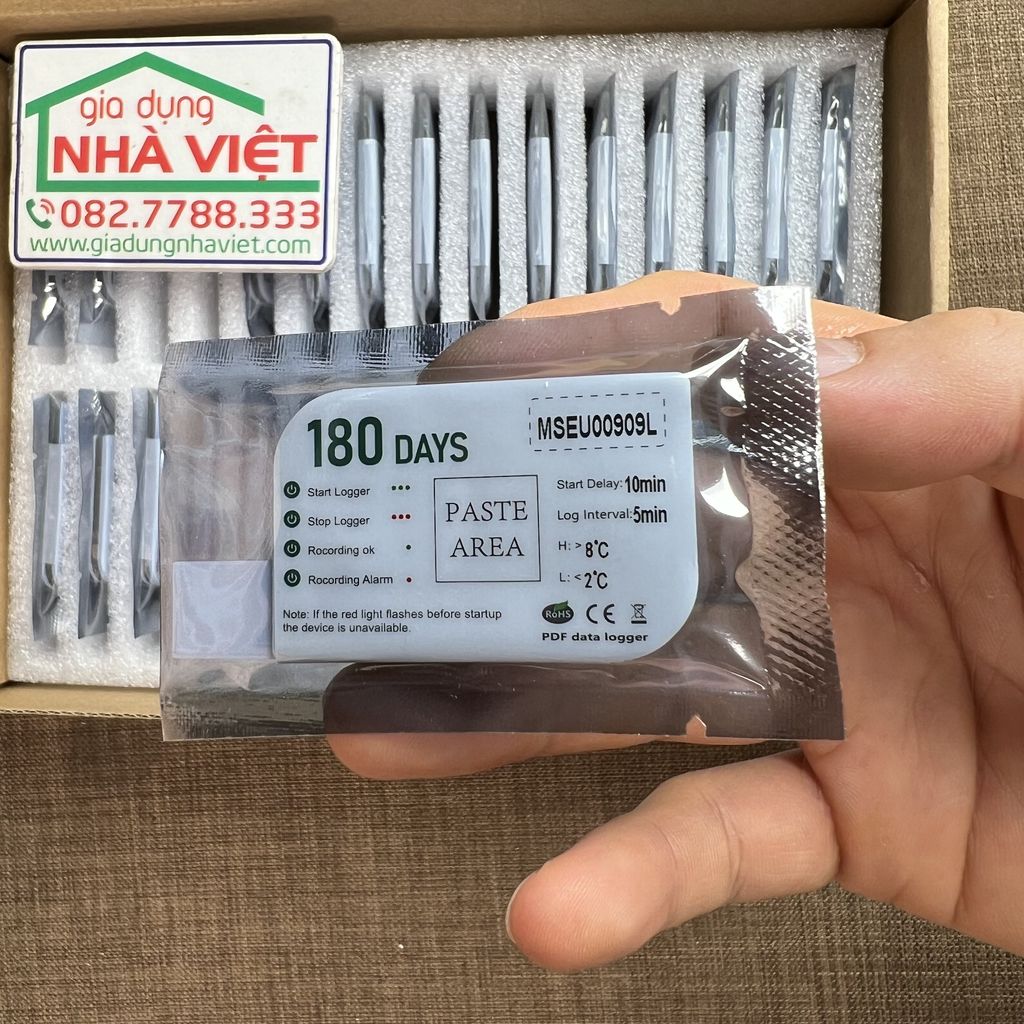 gia dụng
NHÀ VIỆT
082.7788.333
www.giadungnhaviet.com
180 DAYS
MSEU00909L
Start Logger
Stop Logger
Rocording ok
Rocording Alarm
PASTE
AREA
Start Delay: 10min
Log Interval: 5min
H: > 8°C
L: < 2°C
Note: If the red light flashes before startup
the device is unavailable.
RoHS CE
PDF data logger